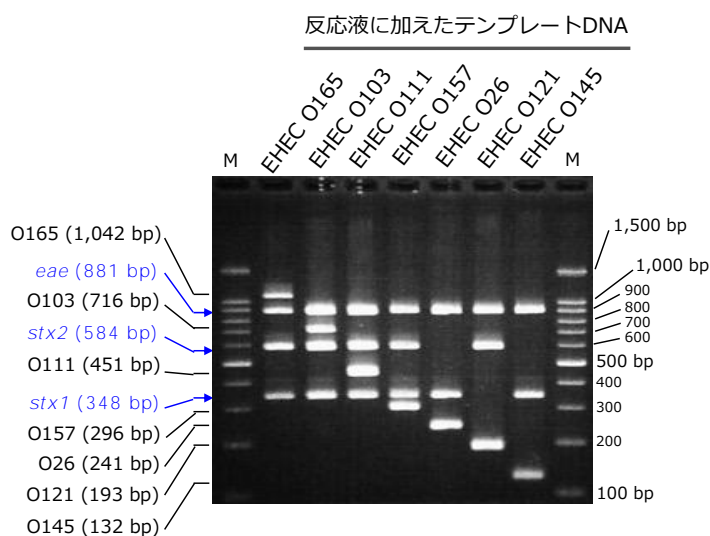 反応液に加えたテンプレートDNA
M
EHEC O165
EHEC O103
EHEC O111
EHEC O157
EHEC O26
EHEC O121
EHEC O145
M
O165 (1,042 bp)
eae (881 bp)
O103 (716 bp)
stx2 (584 bp)
O111 (451 bp)
stx1 (348 bp)
O157 (296 bp)
O26 (241 bp)
O121 (193 bp)
O145 (132 bp)
1,500 bp
1,000 bp
900
800
700
600
500 bp
400
300
200
100 bp